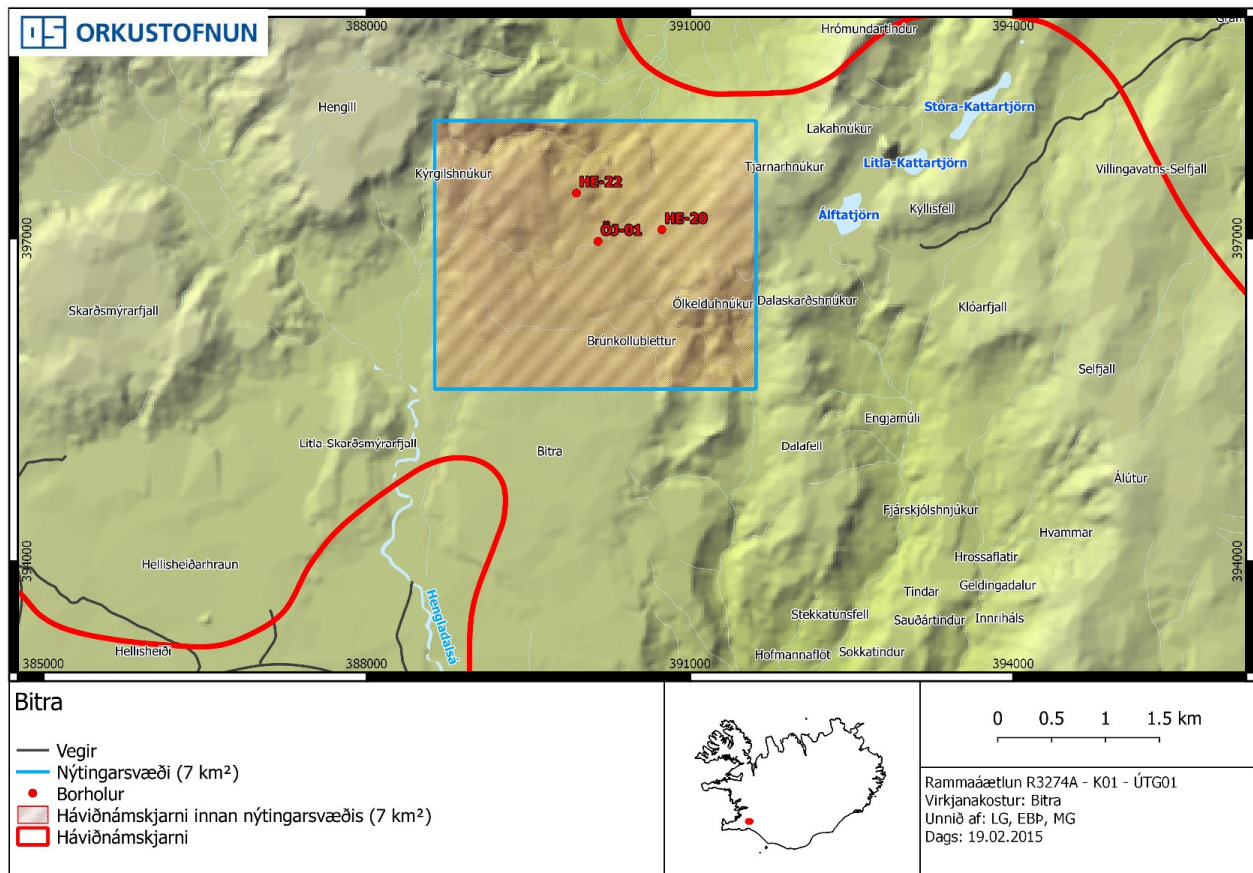 ORKUSTOFNUN
388000
391000
394000
Hrómundartindur
Hengill
Stóra-Kattartjörn
Lakahnúkur
Kýrgilshnúkur
Tjarnarhnúkur
Litla-Kattartjörn
Villingavatns-Selfjall
HE-22
Álftatjörn
Kyllisfell
HE-20
ÖJ-01
397000
397000
Skarðsmýrarfjall
Ölkelduhnúkur
Dalaskarðshnúkur
Klóarfjall
Brúnkollublettur
Selfjall
Engjamúli
Litla-Skarðsmýrarfjall
Bitra
Dalafell
Álútur
Fjárskjólshnjúkur
Hvammar
394000
Hellisheiðarhraun
Hrossaflatir
394000
Tindar
Geldingadalur
Hengladalsá
Stekkatúnsfell
Sauðártindur
Innriháls
Hellisheiði
Hofmannaflöt
Sokkatindur
385000
388000
391000
394000
Bitra
Vegir
Nýtingarsvæði (7 km²)
Borholur
Háviðnámskjarni innan nýtingarsvæðis (7 km²)
Háviðnámskjarni
0 0.5 1 1.5 km
Rammaáætlun R3274A - K01 - ÚTG01
Virkjanakostur: Bitra
Unnið af: LG, EBÞ, MG
Dags: 19.02.2015